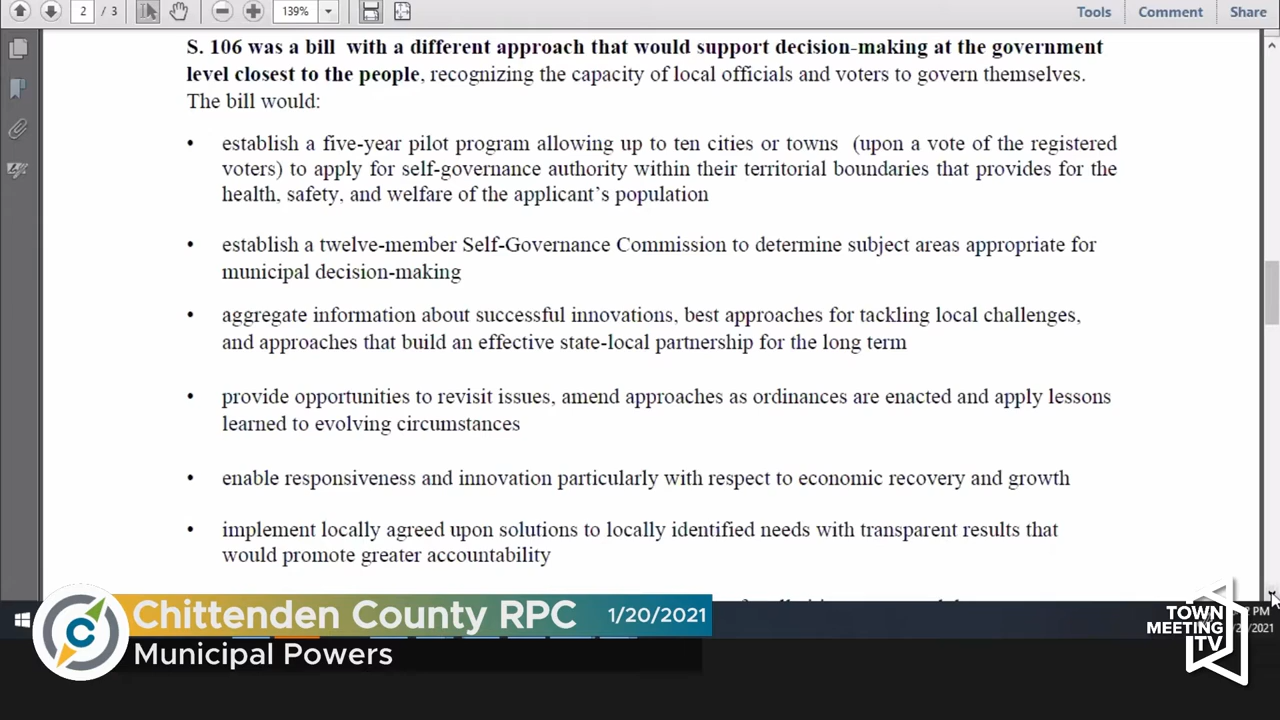 2 / 3 139% Tools Comment Share
S. 106 was a bill with a different approach that would support decision-making at the government
level closest to the people, recognizing the capacity of local officials and voters to govern themselves.
The bill would:
• establish a five-year pilot program allowing up to ten cities or towns (upon a vote of the registered
voters) to apply for self-governance authority within their territorial boundaries that provides for the
health, safety, and welfare of the applicant's population
• establish a twelve-member Self-Governance Commission to determine subject areas appropriate for
municipal decision-making
• aggregate information about successful innovations, best approaches for tackling local challenges,
and approaches that build an effective state-local partnership for the long term
• provide opportunities to revisit issues, amend approaches as ordinances are enacted and apply lessons
learned to evolving circumstances
• enable responsiveness and innovation particularly with respect to economic recovery and growth
• implement locally agreed upon solutions to locally identified needs with transparent results that
would promote greater accountability
C
Chittenden County RPC 1/20/2021
Municipal Powers
TOWN
MEETING
TV
PM
2021